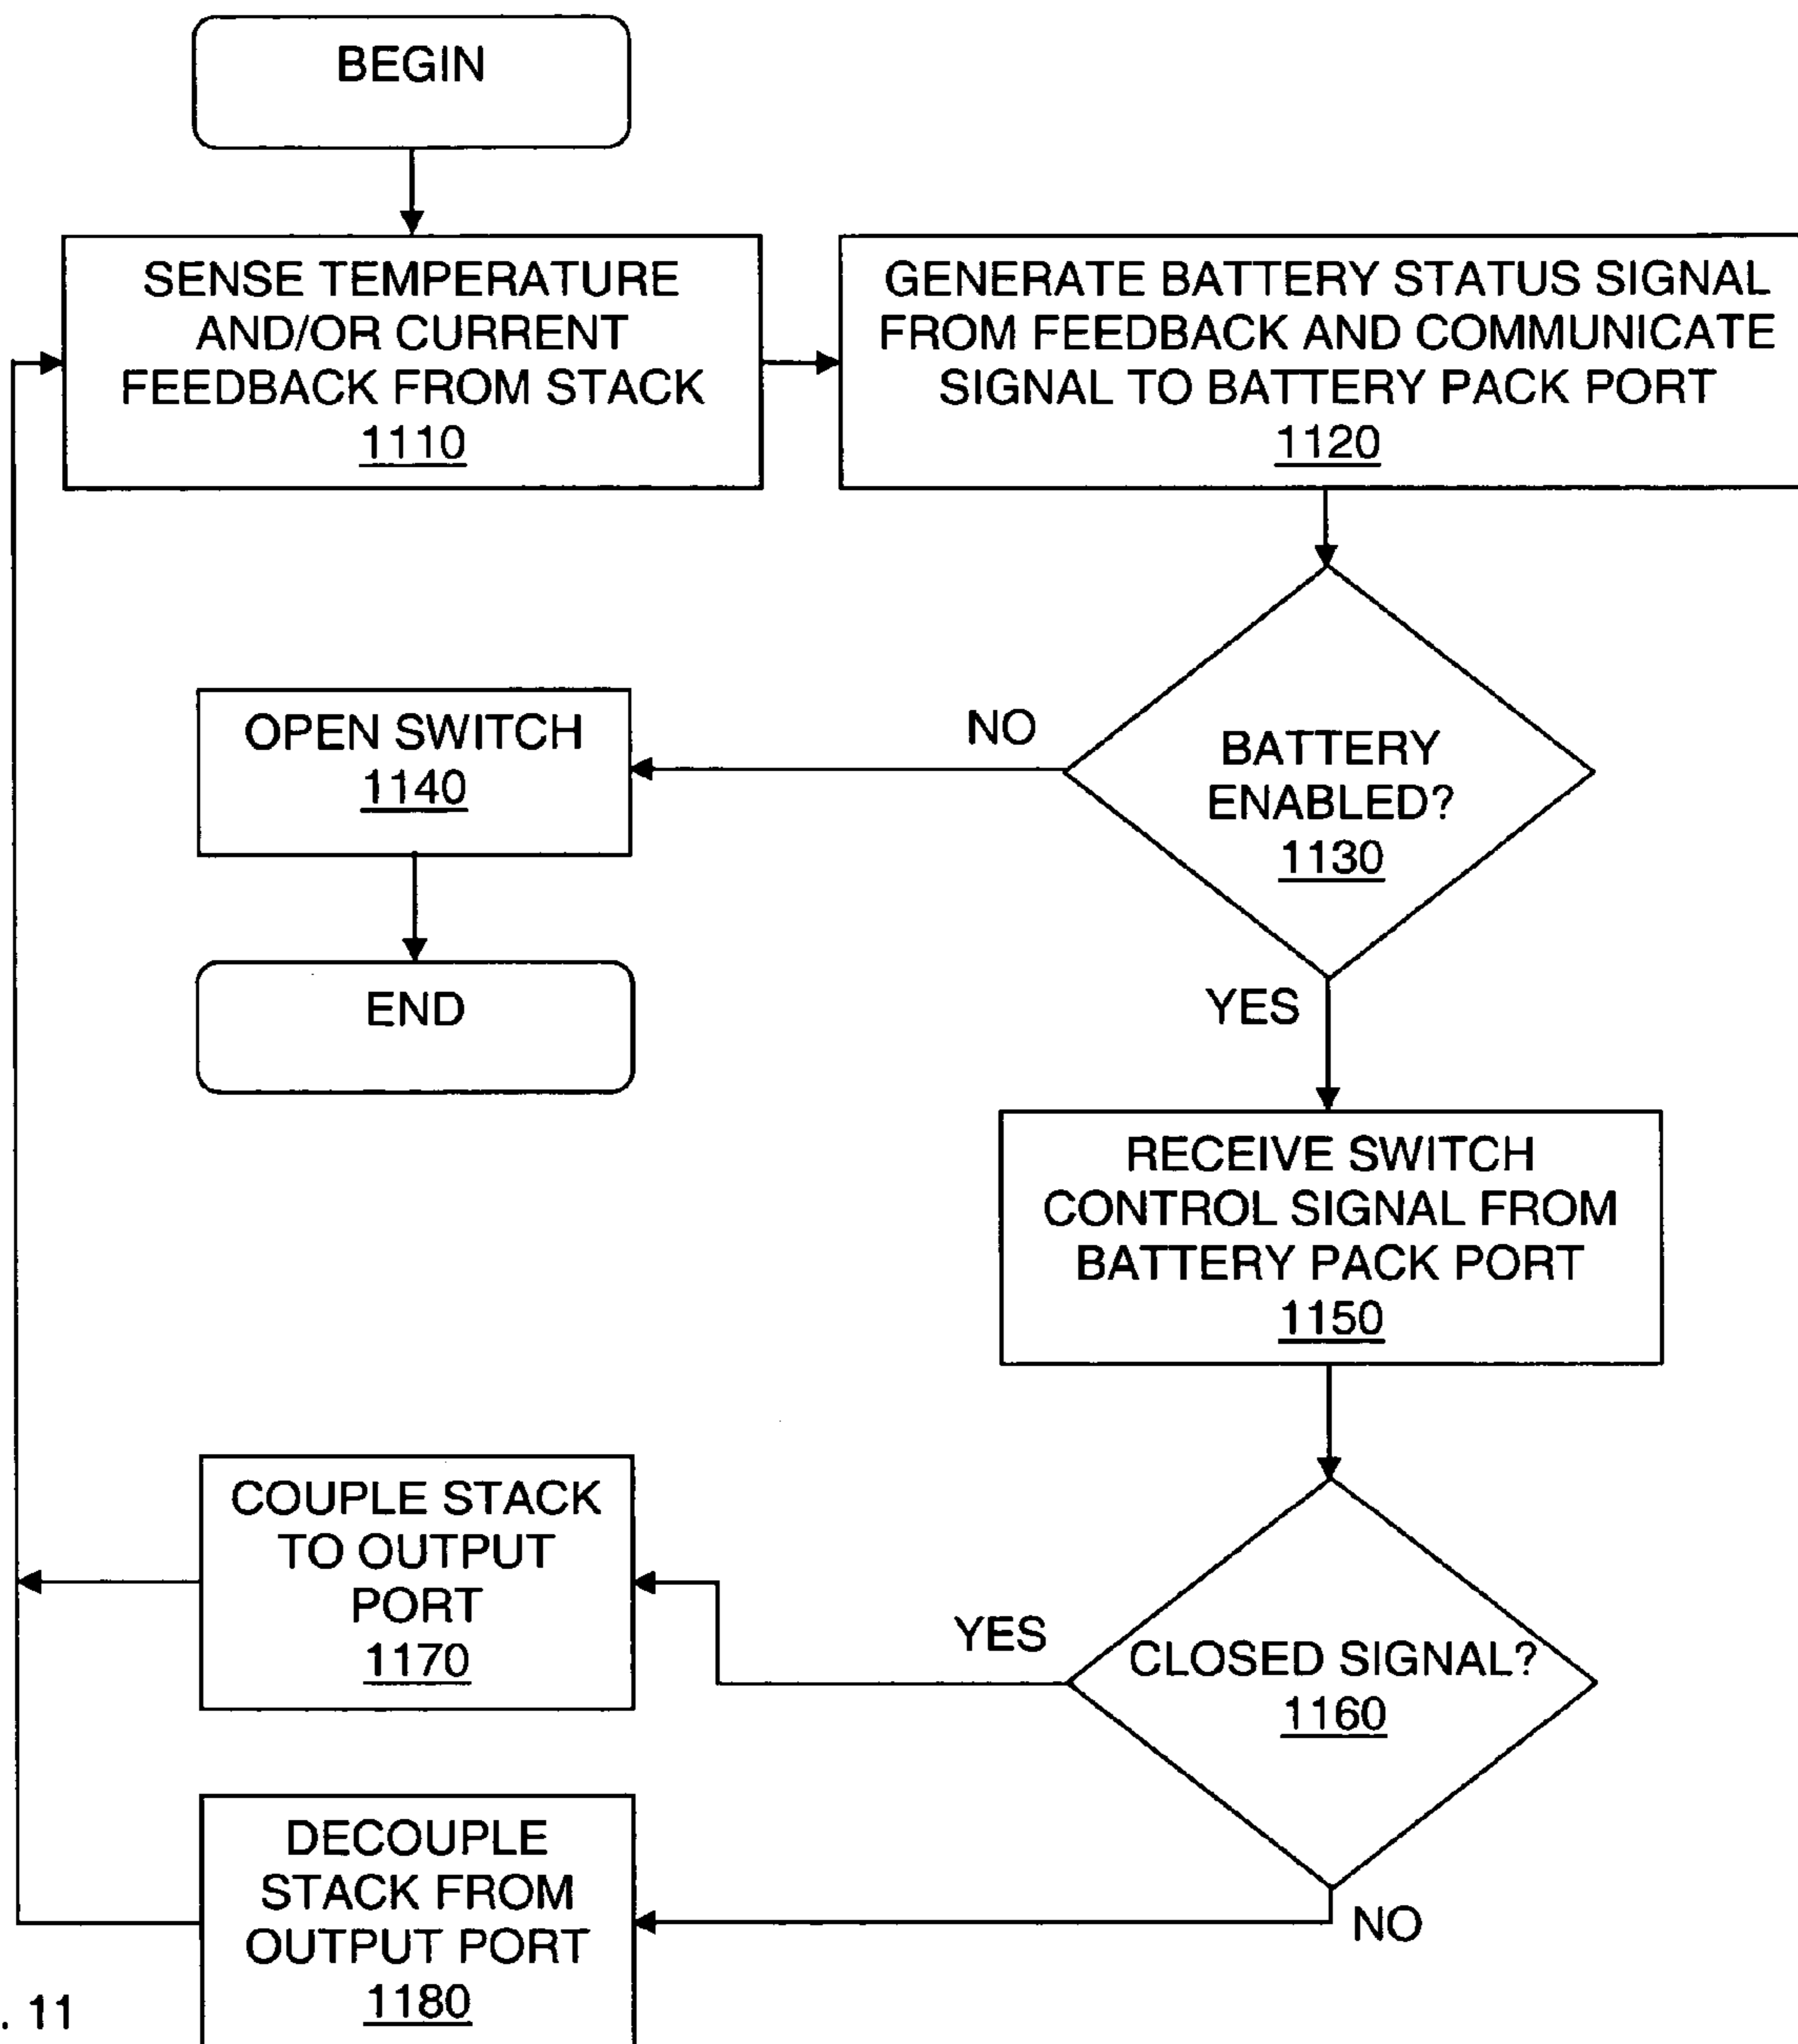 BEGIN
SENSE TEMPERATURE
AND/OR CURRENT
FEEDBACK FROM STACK
1110
GENERATE BATTERY STATUS SIGNAL
FROM FEEDBACK AND COMMUNICATE
SIGNAL TO BATTERY PACK PORT
1120
BATTERY
ENABLED?
1130
NO
OPEN SWITCH
1140
END
YES
RECEIVE SWITCH
CONTROL SIGNAL FROM
BATTERY PACK PORT
1150
CLOSED SIGNAL?
1160
YES
COUPLE STACK
TO OUTPUT
PORT
1170
NO
DECOUPLE
STACK FROM
OUTPUT PORT
1180
. 11